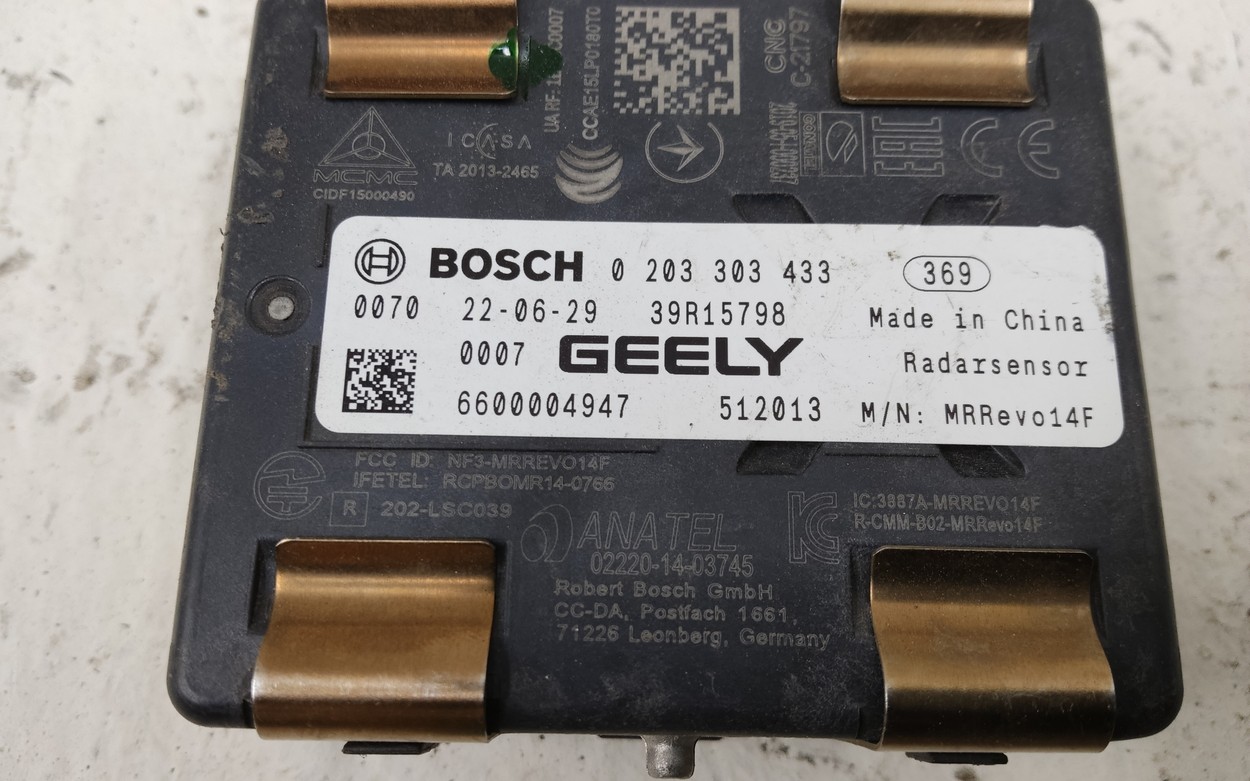 CCAE15LP0180T0
CNC
C-21797
MCMC
CIDF15000490
ICASA
TA 2013-2465
EAC
CE
BOSCH 0 203 303 433 369
0070 22-06-29 39R15798 Made in China
0007 GEELY Radarsensor
6600004947 512013 M/N: MRRevo14F
FCC ID: NF3-MRREVO14F
IFETEL: RCPBOMR14-0766
R 202-LSC039
ANATEL
02220-14-03745
IC:3887A-MRREVO14F
R-CMM-B02-MRRevo14F
Robert Bosch GmbH
CC-DA, Postfach 1661,
71226 Leonberg, Germany